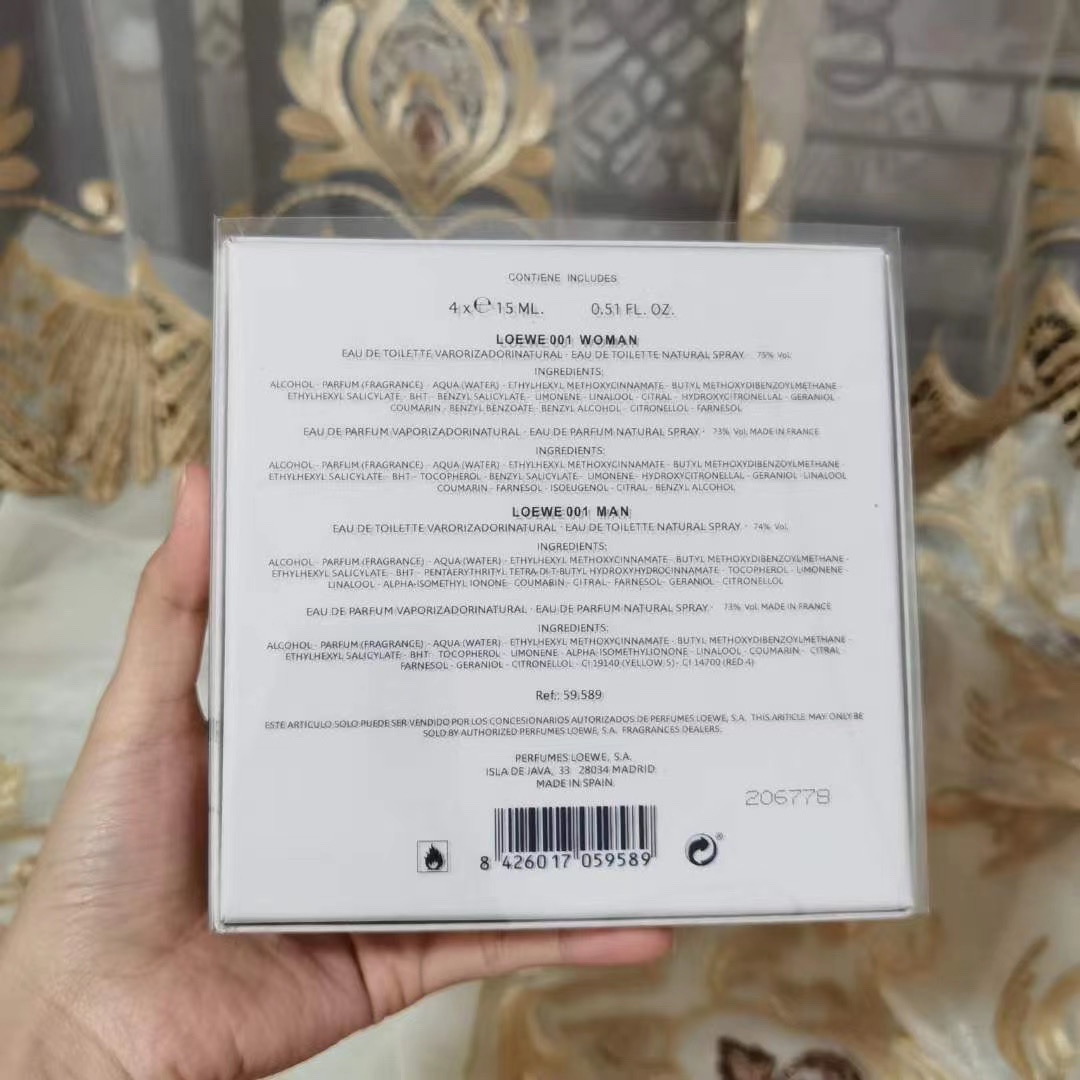 CONTIENE INCLUDES
4 x ℮ 15 ML. 0.51 FL. OZ.
LOEWE 001 WOMAN
EAU DE TOILETTE VARORIZADORINATURAL · EAU DE TOILETTE NATURAL SPRAY · 75% Vol.
INGREDIENTS:
ALCOHOL · PARFUM (FRAGRANCE) · AQUA (WATER) · ETHYLHEXYL METHOXYCINNAMATE · BUTYL METHOXYDIBENZOYLMETHANE ·
ETHYLHEXYL SALICYLATE · BHT · BENZYL SALICYLATE · LIMONENE · LINALOOL · CITRAL · HYDROXYCITRONELLAL · GERANIOL ·
COUMARIN · BENZYL BENZOATE · BENZYL ALCOHOL · CITRONELLOL · FARNESOL
EAU DE PARFUM VAPORIZADORINATURAL · EAU DE PARFUM NATURAL SPRAY · 73% Vol. MADE IN FRANCE
INGREDIENTS:
ALCOHOL · PARFUM (FRAGRANCE) · AQUA (WATER) · ETHYLHEXYL METHOXYCINNAMATE · BUTYL METHOXYDIBENZOYLMETHANE ·
ETHYLHEXYL SALICYLATE · BHT · TOCOPHEROL · BENZYL SALICYLATE · LIMONENE · HYDROXYCITRONELLAL · GERANIOL · LINALOOL
COUMARIN · FARNESOL · ISOEUGENOL · CITRAL · BENZYL ALCOHOL
LOEWE 001 MAN
EAU DE TOILETTE VARORIZADORINATURAL · EAU DE TOILETTE NATURAL SPRAY · 74% Vol.
INGREDIENTS:
ALCOHOL · PARFUM (FRAGRANCE) · AQUA (WATER) · ETHYLHEXYL METHOXYCINNAMATE · BUTYL METHOXYDIBENZOYLMETHANE ·
ETHYLHEXYL SALICYLATE · BHT · PENTAERYTHRITYL TETRA-DI-T-BUTYL HYDROXYHYDROCINNAMATE · TOCOPHEROL · LIMONENE ·
LINALOOL · ALPHA-ISOMETHYL IONONE · COUMARIN · CITRAL · FARNESOL · GERANIOL · CITRONELLOL
EAU DE PARFUM VAPORIZADORINATURAL · EAU DE PARFUM NATURAL SPRAY · 73% Vol. MADE IN FRANCE
INGREDIENTS:
ALCOHOL · PARFUM (FRAGRANCE) · AQUA (WATER) · ETHYLHEXYL METHOXYCINNAMATE · BUTYL METHOXYDIBENZOYLMETHANE ·
ETHYLHEXYL SALICYLATE · BHT · TOCOPHEROL · LIMONENE · ALPHA-ISOMETHYLIONONE · LINALOOL · COUMARIN · CITRAL ·
FARNESOL · GERANIOL · CITRONELLOL · CI 19140 (YELLOW 5) · CI 14700 (RED 4)
Ref.: 59.589
ESTE ARTICULO SOLO PUEDE SER VENDIDO POR LOS CONCESIONARIOS AUTORIZADOS DE PERFUMES LOEWE, S.A. THIS ARTICLE MAY ONLY BE
SOLD BY AUTHORIZED PERFUMES LOEWE, S.A. FRAGRANCES DEALERS.
PERFUMES LOEWE, S.A.
ISLA DE JAVA, 33 28034 MADRID
MADE IN SPAIN
206778
8 426017 059589